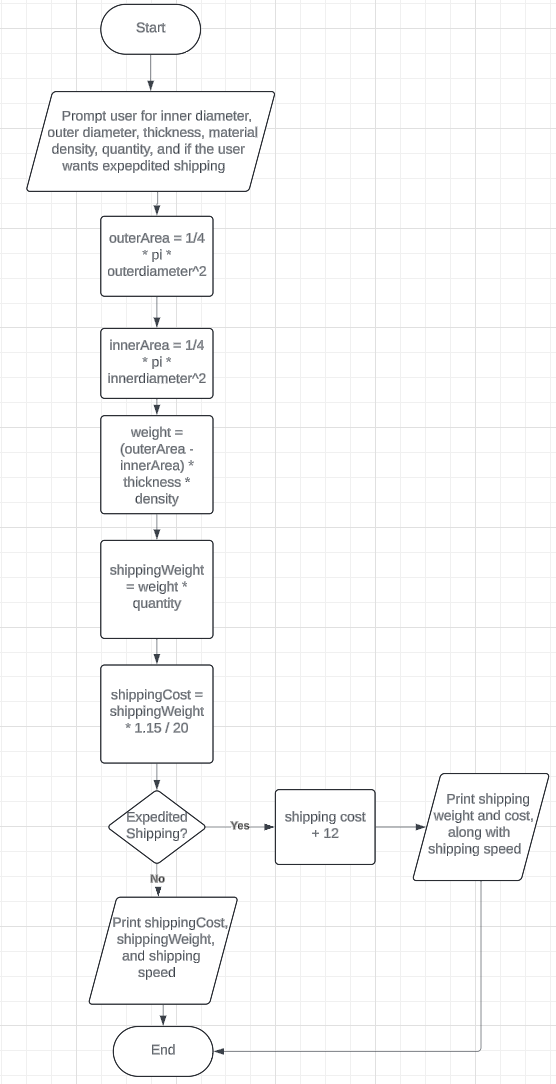 Start
Prompt user for inner diameter,
outer diameter, thickness, material
density, quantity, and if the user
wants expepdited shipping
outerArea = 1/4
* pi *
outerdiameter^2
innerArea = 1/4
* pi *
innerdiameter^2
weight =
(outerArea -
innerArea) *
thickness *
density
shippingWeight
= weight *
quantity
shippingCost =
shippingWeight
* 1.15 / 20
Expedited
Shipping?
Yes
shipping cost
+ 12
Print shipping
weight and cost,
along with
shipping speed
No
Print shippingCost,
shippingWeight,
and shipping
speed
End